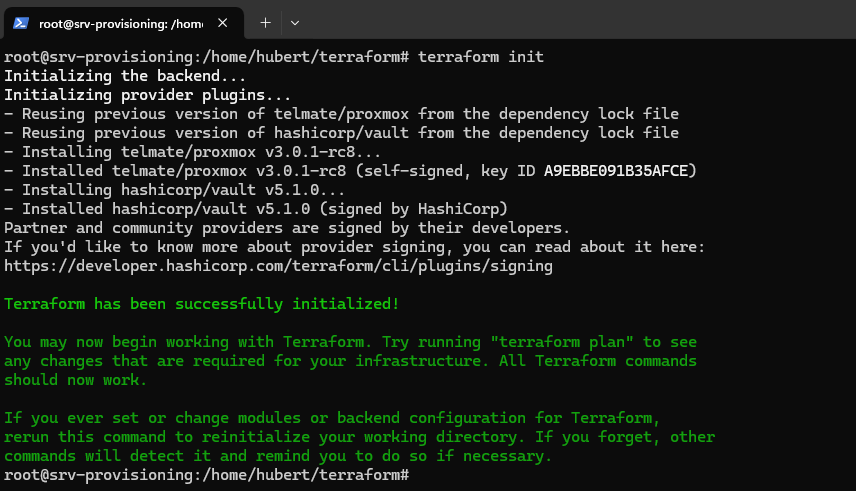 root@srv-provisioning: /home
root@srv-provisioning:/home/hubert/terraform# terraform init
Initializing the backend...
Initializing provider plugins...
- Reusing previous version of telmate/proxmox from the dependency lock file
- Reusing previous version of hashicorp/vault from the dependency lock file
- Installing telmate/proxmox v3.0.1-rc8...
- Installed telmate/proxmox v3.0.1-rc8 (self-signed, key ID A9EBBE091B35AFCE)
- Installing hashicorp/vault v5.1.0...
- Installed hashicorp/vault v5.1.0 (signed by HashiCorp)
Partner and community providers are signed by their developers.
If you'd like to know more about provider signing, you can read about it here:
https://developer.hashicorp.com/terraform/cli/plugins/signing
Terraform has been successfully initialized!
You may now begin working with Terraform. Try running "terraform plan" to see
any changes that are required for your infrastructure. All Terraform commands
should now work.
If you ever set or change modules or backend configuration for Terraform,
rerun this command to reinitialize your working directory. If you forget, other
commands will detect it and remind you to do so if necessary.
root@srv-provisioning:/home/hubert/terraform#